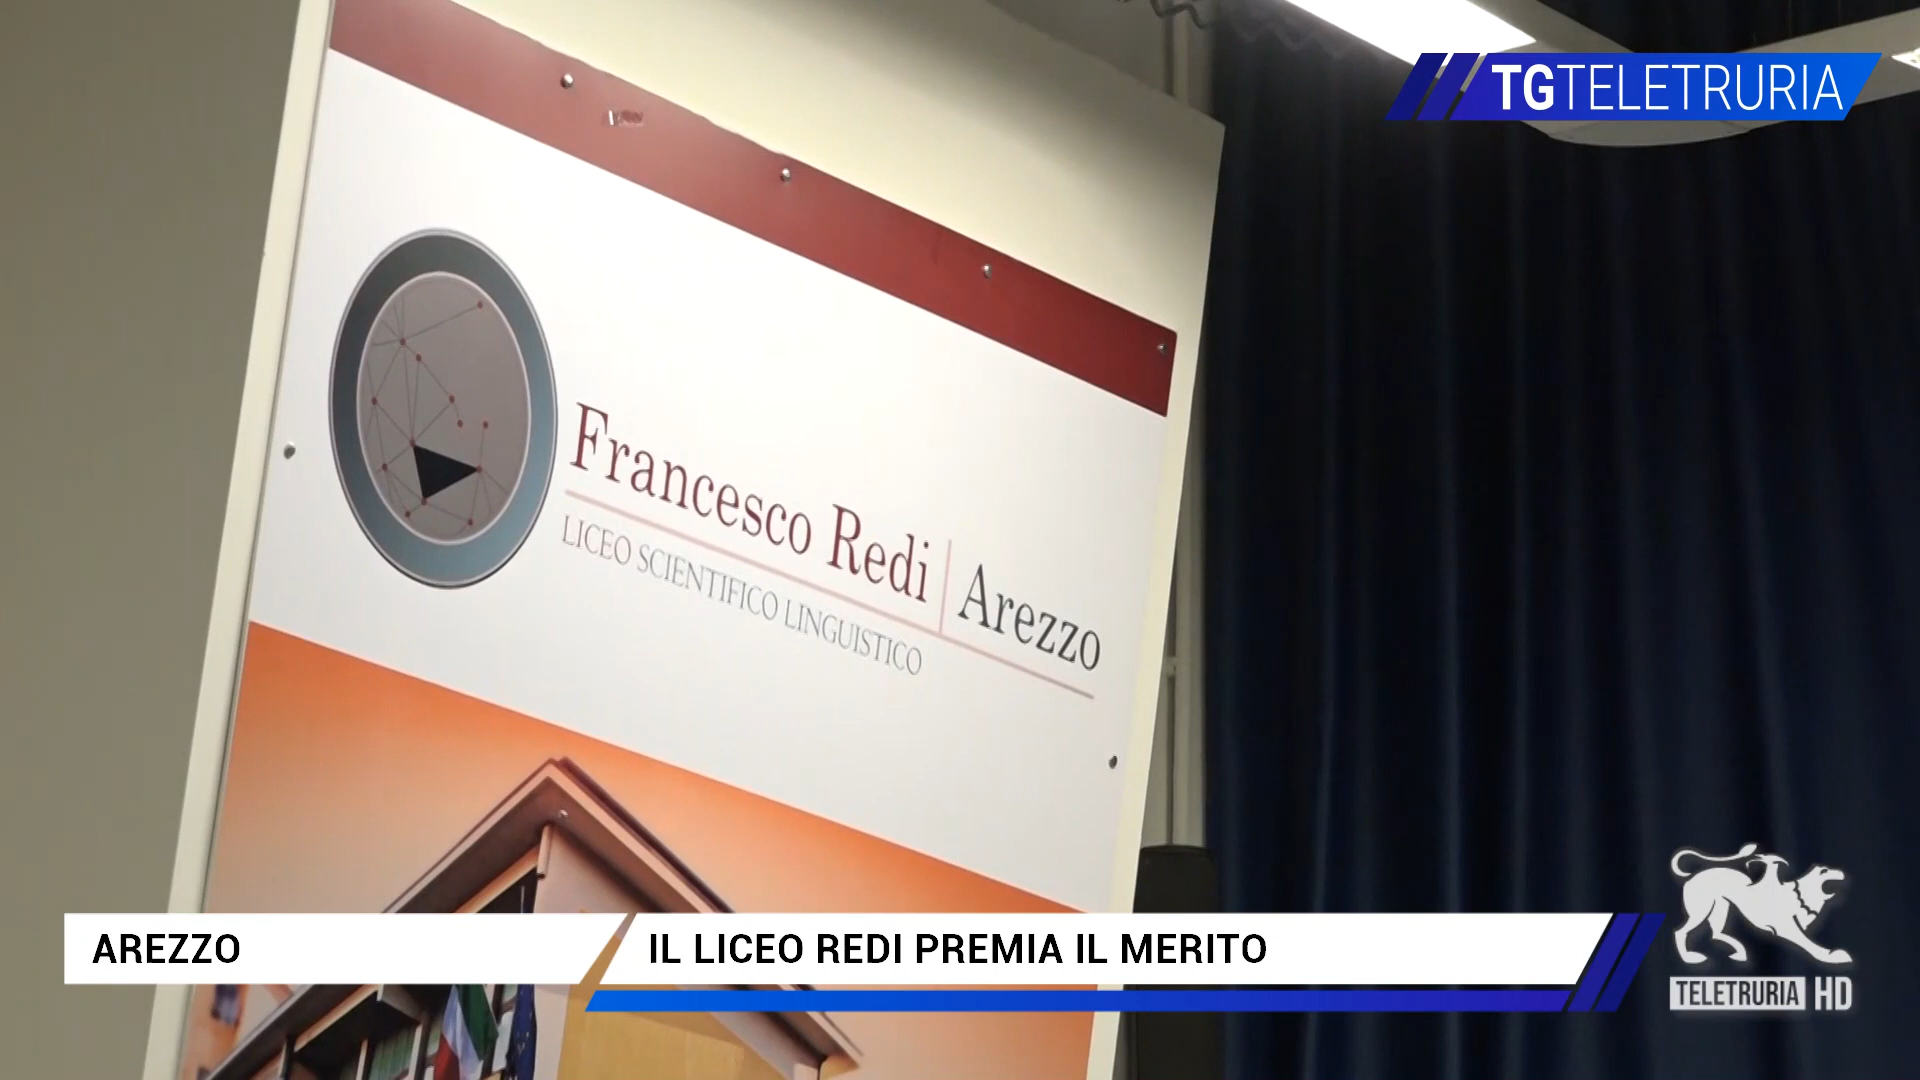 TGTELETRURIA
Francesco Redi | Arezzo
LICEO SCIENTIFICO LINGUISTICO
AREZZO
IL LICEO REDI PREMIA IL MERITO
TELETRURIA HD